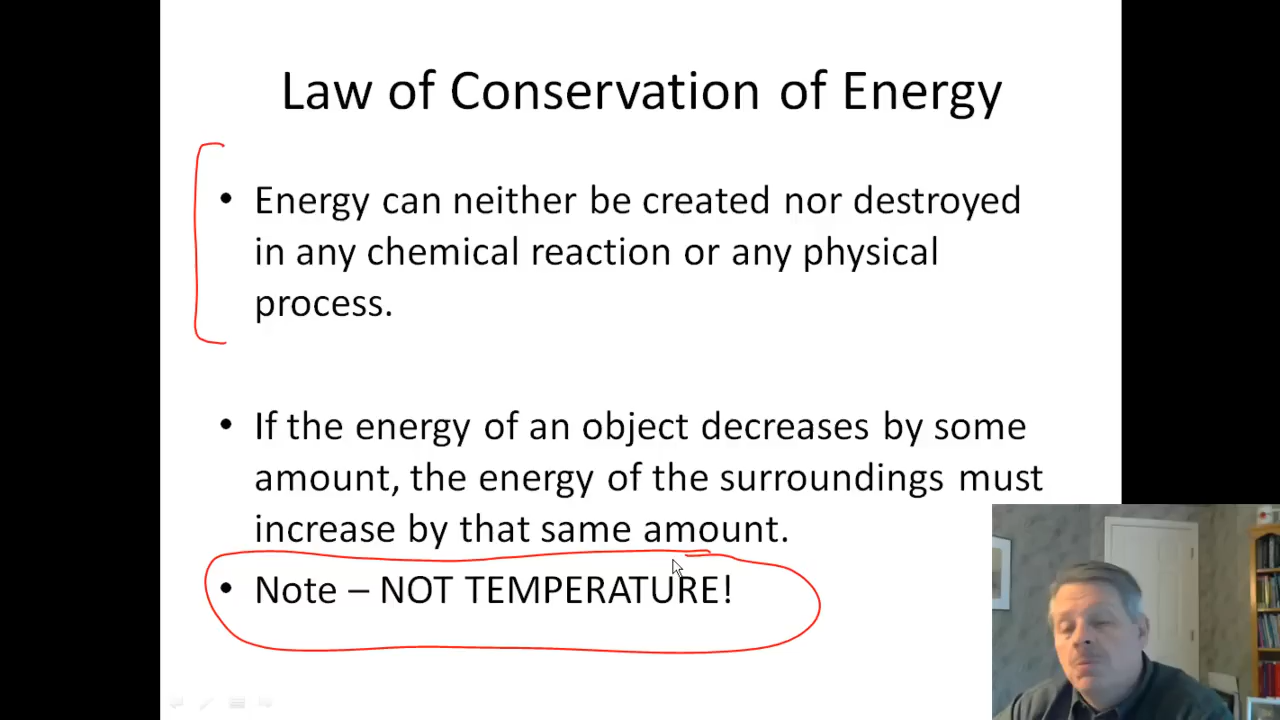 Law of Conservation of Energy
• Energy can neither be created nor destroyed
in any chemical reaction or any physical
process.
• If the energy of an object decreases by some
amount, the energy of the surroundings must
increase by that same amount.
• Note – NOT TEMPERATURE!